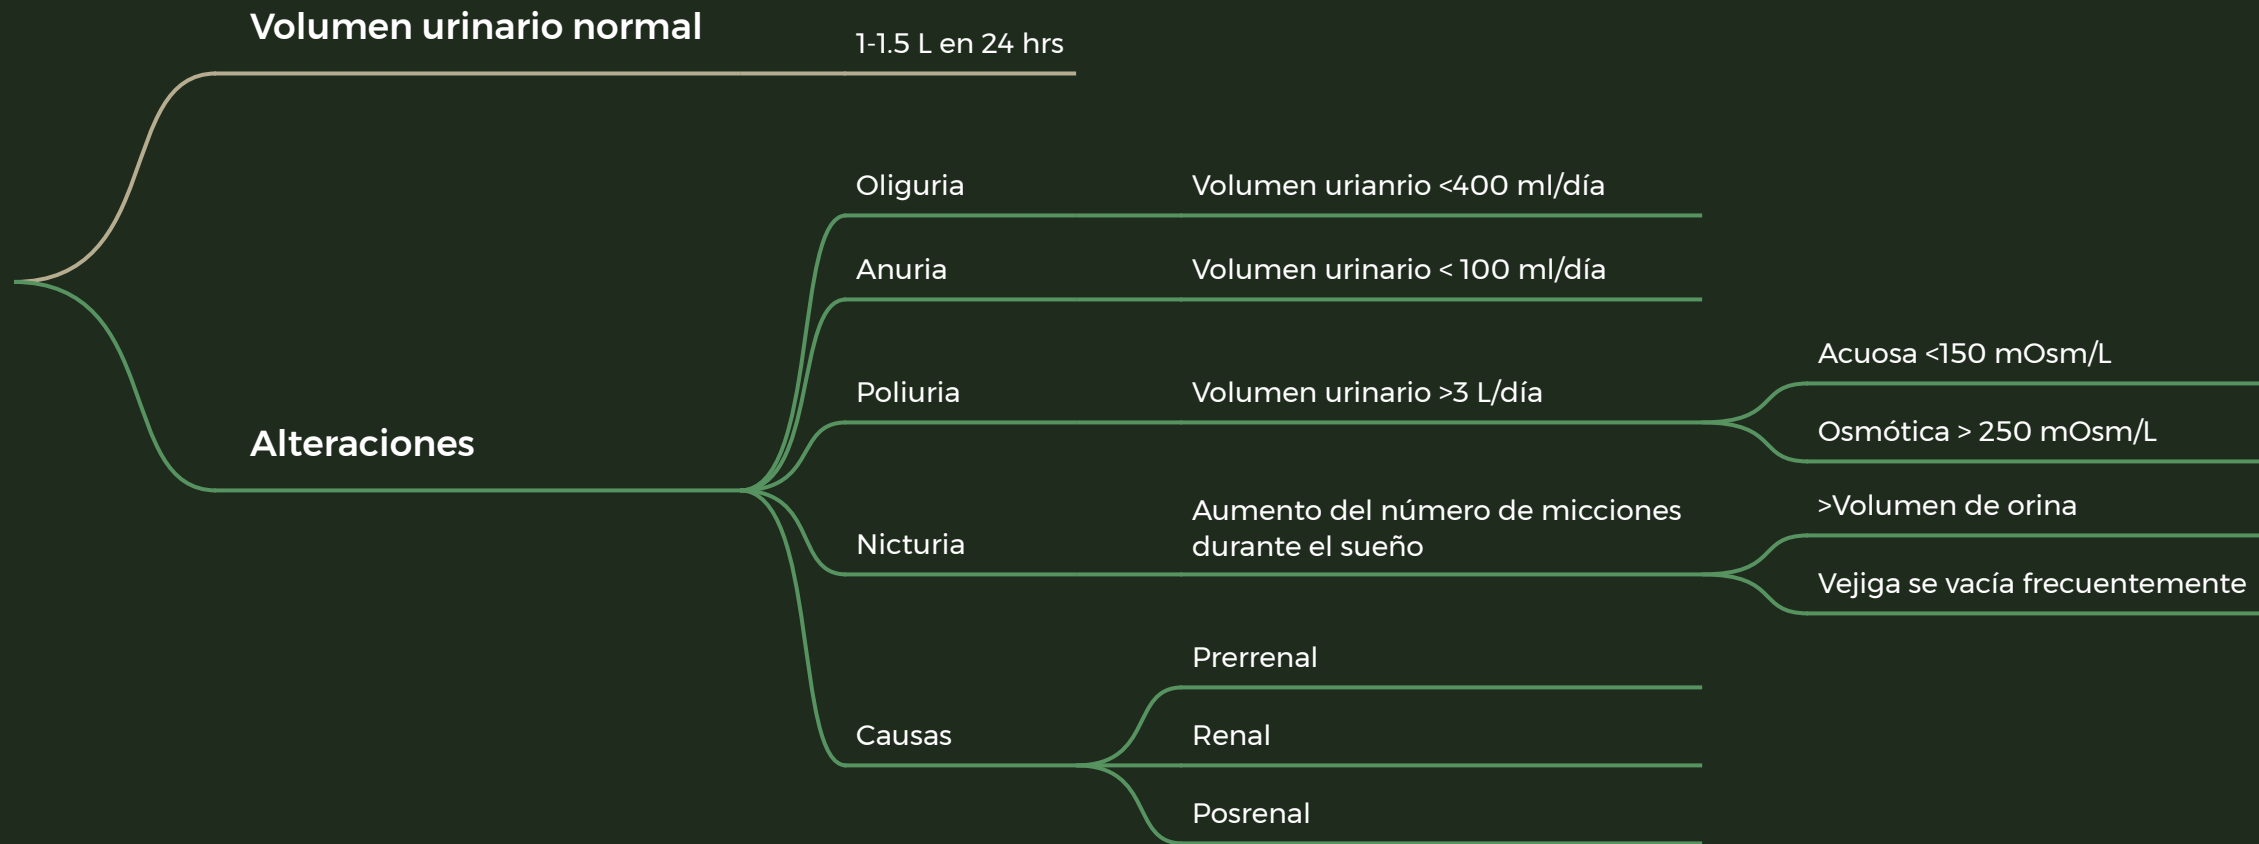 Volumen urinario normal
1-1.5 L en 24 hrs
Alteraciones
Oliguria
Volumen urianrio <400 ml/día
Anuria
Volumen urinario < 100 ml/día
Poliuria
Volumen urinario >3 L/día
Acuosa <150 mOsm/L
Osmótica > 250 mOsm/L
Nicturia
Aumento del número de micciones
durante el sueño
>Volumen de orina
Vejiga se vacía frecuentemente
Causas
Prerrenal
Renal
Posrenal